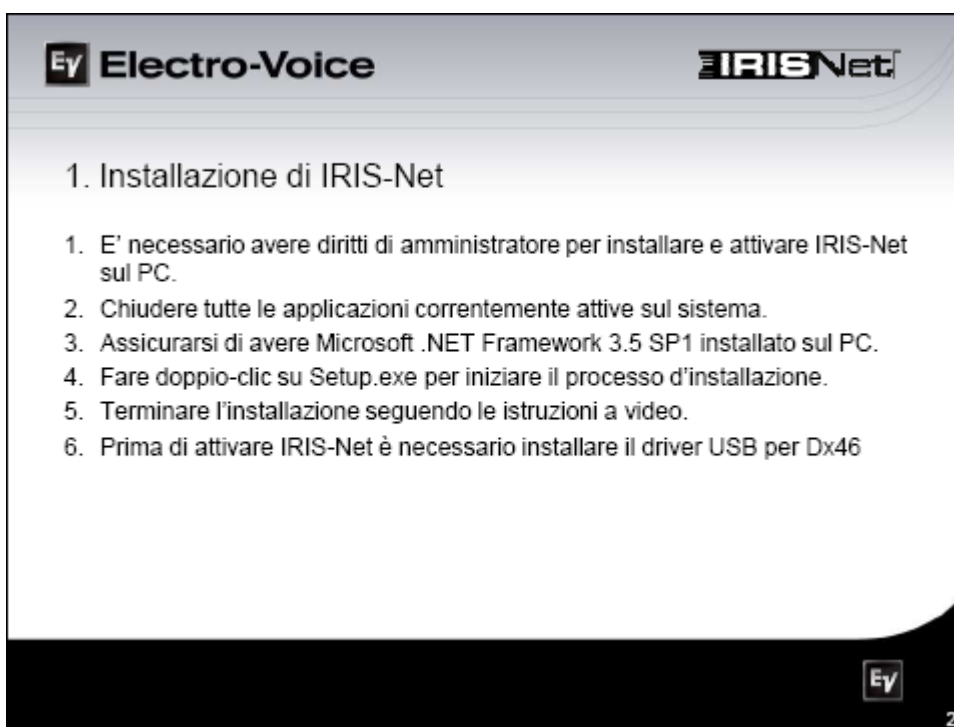 EV Electro-Voice
IRISNet
1. Installazione di IRIS-Net
1. E' necessario avere diritti di amministratore per installare e attivare IRIS-Net
sul PC.
2. Chiudere tutte le applicazioni correntemente attive sul sistema.
3. Assicurarsi di avere Microsoft .NET Framework 3.5 SP1 installato sul PC.
4. Fare doppio-clic su Setup.exe per iniziare il processo d'installazione.
5. Terminare l'installazione seguendo le istruzioni a video.
6. Prima di attivare IRIS-Net è necessario installare il driver USB per Dx46
EV
2